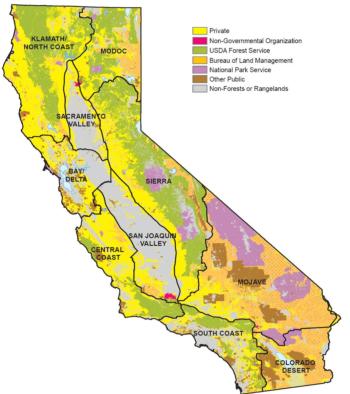 Private
Non-Governmental Organization
USDA Forest Service
Bureau of Land Management
National Park Service
Other Public
Non-Forests or Rangelands
KLAMATH/
NORTH COAST
MODOC
SACRAMENTO
VALLEY
BAY/
DELTA
SIERRA
SAN JOAQUIN
VALLEY
CENTRAL
COAST
MOJAVE
SOUTH COAST
COLORADO
DESERT